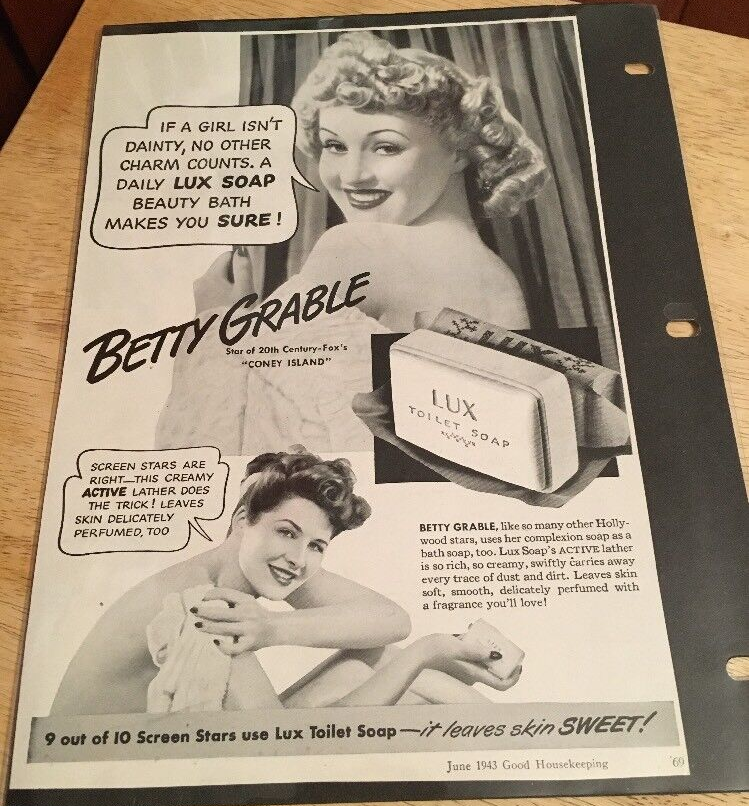 IF A GIRL ISN'T
DAINTY, NO OTHER
CHARM COUNTS. A
DAILY LUX SOAP
BEAUTY BATH
MAKES YOU SURE!
BETTY GRABLE
Star of 20th Century-Fox's
"CONEY ISLAND"
LUX
LUX
TOILET SOAP
SCREEN STARS ARE
RIGHT—THIS CREAMY
ACTIVE LATHER DOES
THE TRICK! LEAVES
SKIN DELICATELY
PERFUMED, TOO
BETTY GRABLE, like so many other Holly-
wood stars, uses her complexion soap as a
bath soap, too. Lux Soap's ACTIVE lather
is so rich, so creamy, swiftly carries away
every trace of dust and dirt. Leaves skin
soft, smooth, delicately perfumed with
a fragrance you'll love!
9 out of 10 Screen Stars use Lux Toilet Soap—it leaves skin SWEET!
June 1943 Good Housekeeping
69